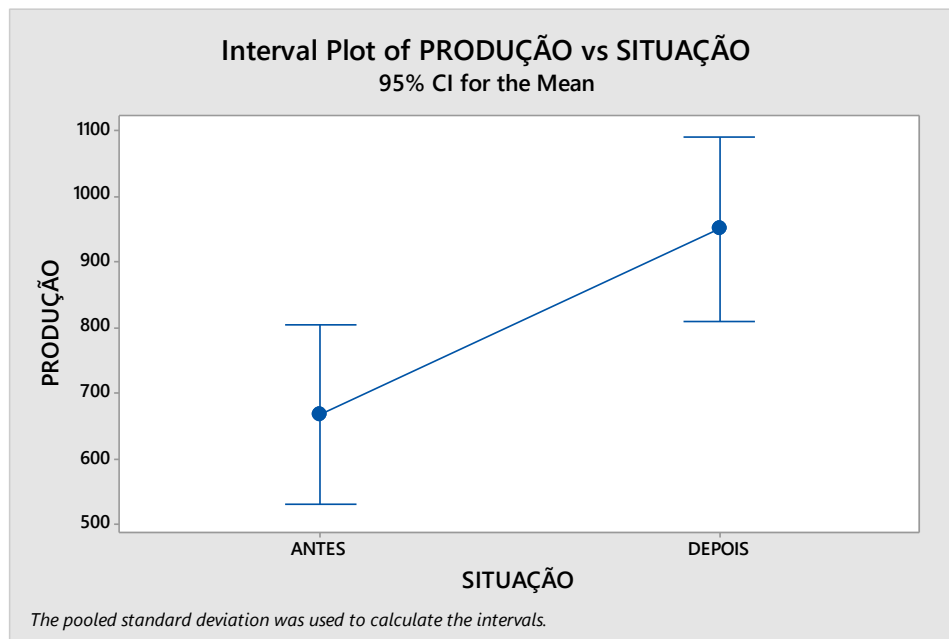 Interval Plot of PRODUÇÃO vs SITUAÇÃO
95% CI for the Mean
1100
1000
900
800
700
600
500
PRODUÇÃO
ANTES
DEPOIS
SITUAÇÃO
The pooled standard deviation was used to calculate the intervals.